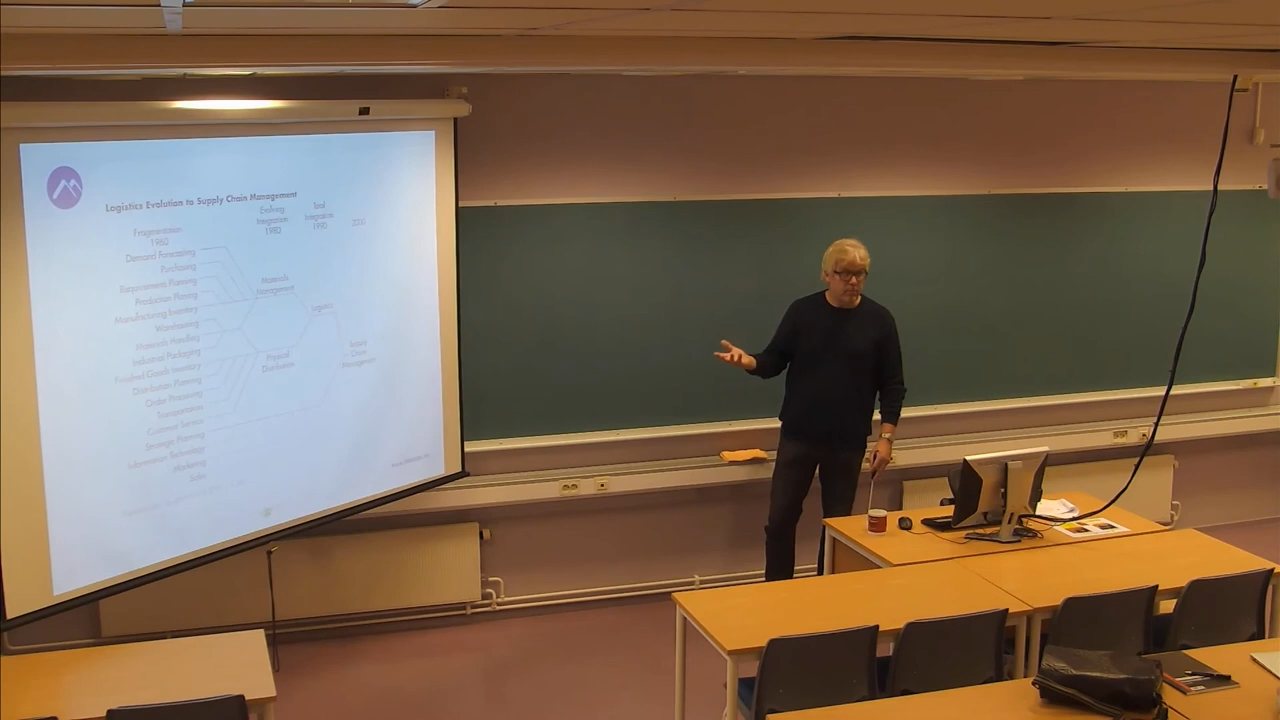 Logistics Evolution to Supply Chain Management
Evolving
Integration
1980
Total
Integration
1990
2000
Fragmentation
1960
Demand Forecasting
Purchasing
Requirements Planning
Production Planning
Manufacturing Inventory
Warehousing
Materials Handling
Industrial Packaging
Finished Goods Inventory
Distribution Planning
Order Processing
Transportation
Customer Service
Strategic Planning
Information Technology
Marketing
Sales
Materials
Management
Logistics
Physical
Distribution
Supply
Chain
Management